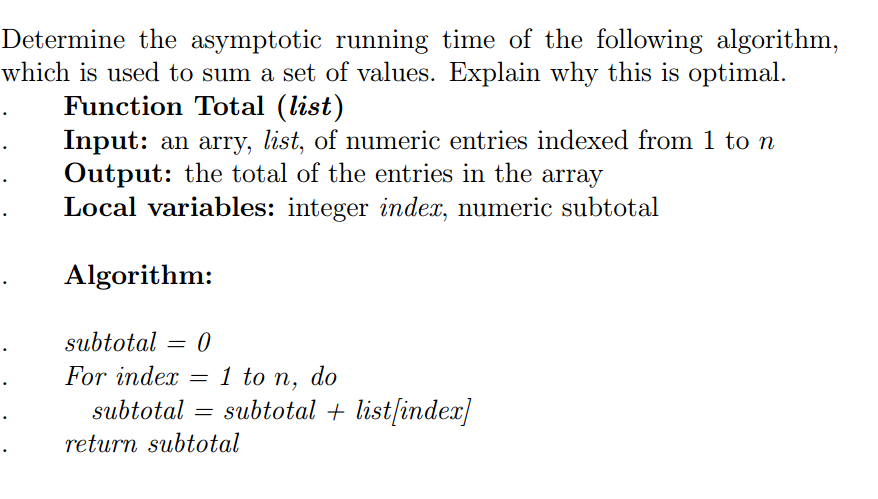 Determine the asymptotic running time of the following algorithm,
which is used to sum a set of values. Explain why this is optimal.
. Function Total (list)
. Input: an arry, list, of numeric entries indexed from 1 to n
. Output: the total of the entries in the array
. Local variables: integer index, numeric subtotal
. Algorithm:
. subtotal = 0
. For index = 1 to n, do
. subtotal = subtotal + list[index]
. return subtotal